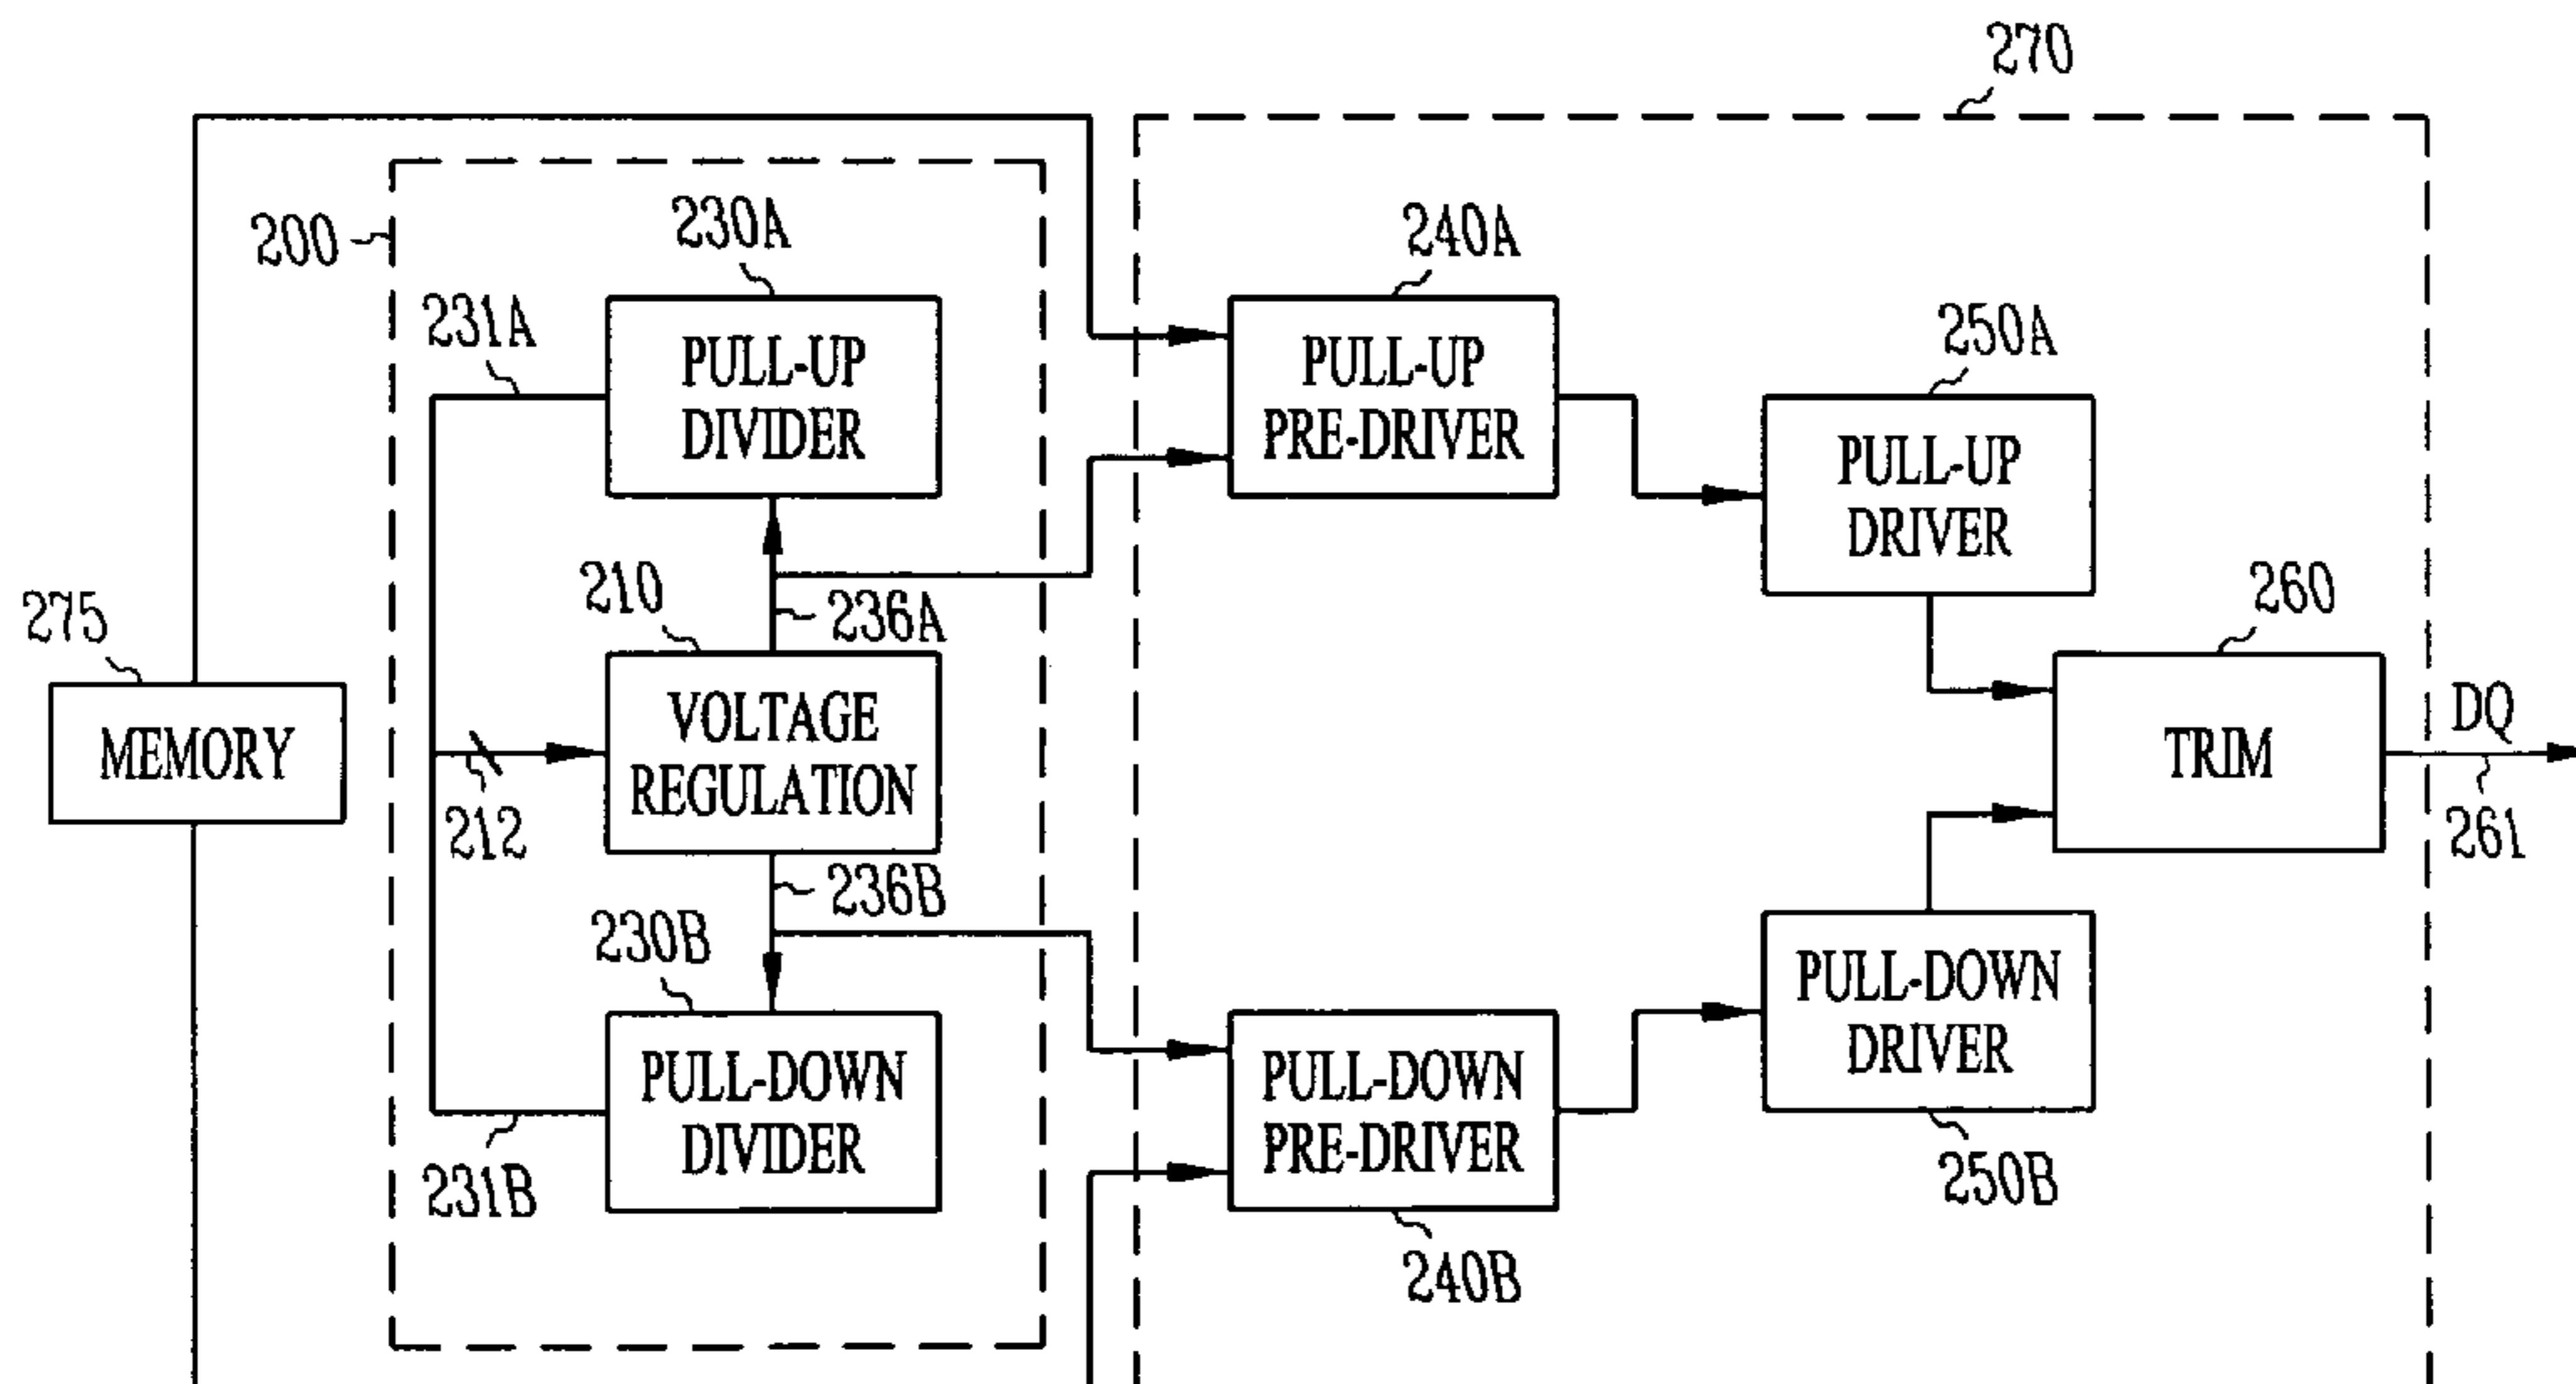 270
200
230A
240A
231A
PULL-UP
DIVIDER
PULL-UP
PRE-DRIVER
250A
PULL-UP
DRIVER
275
210
236A
260
MEMORY
VOLTAGE
REGULATION
212
TRIM
DQ
261
236B
230B
PULL-DOWN
DIVIDER
231B
PULL-DOWN
PRE-DRIVER
240B
PULL-DOWN
DRIVER
250B